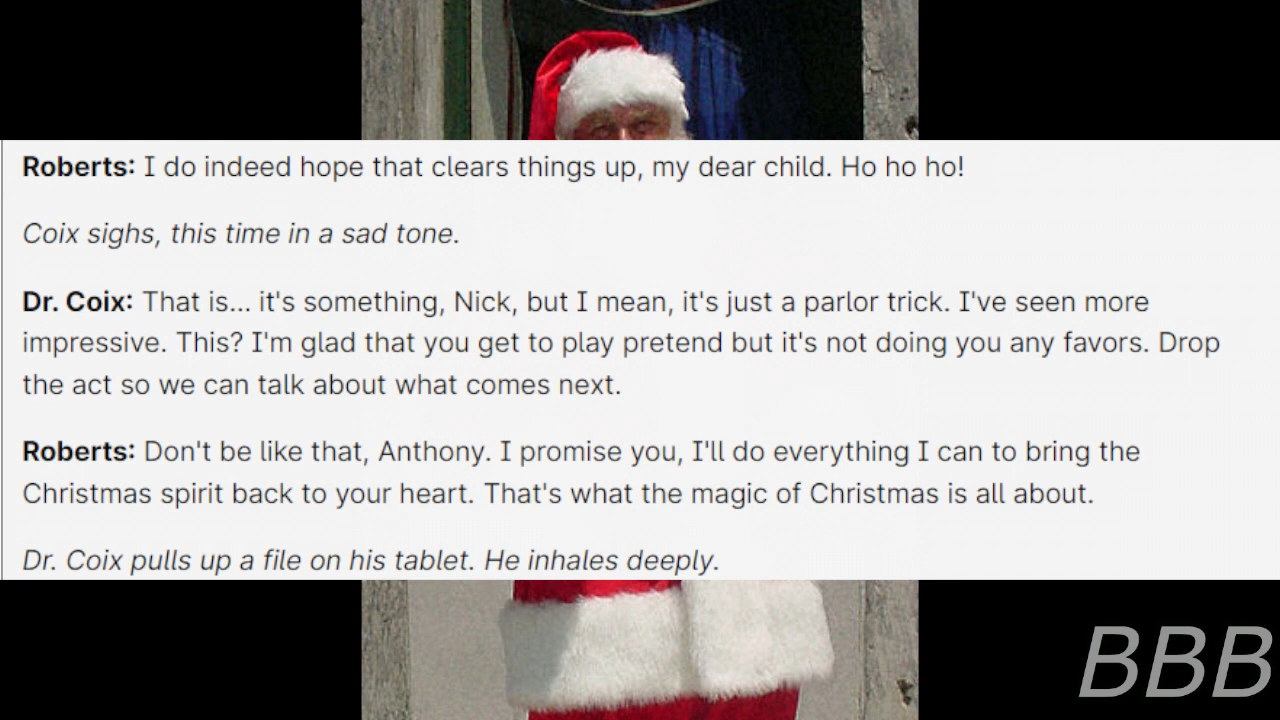 Roberts: I do indeed hope that clears things up, my dear child. Ho ho ho!
Coix sighs, this time in a sad tone.
Dr. Coix: That is... it's something, Nick, but I mean, it's just a parlor trick. I've seen more
impressive. This? I'm glad that you get to play pretend but it's not doing you any favors. Drop
the act so we can talk about what comes next.
Roberts: Don't be like that, Anthony. I promise you, I'll do everything I can to bring the
Christmas spirit back to your heart. That's what the magic of Christmas is all about.
Dr. Coix pulls up a file on his tablet. He inhales deeply.
BBB